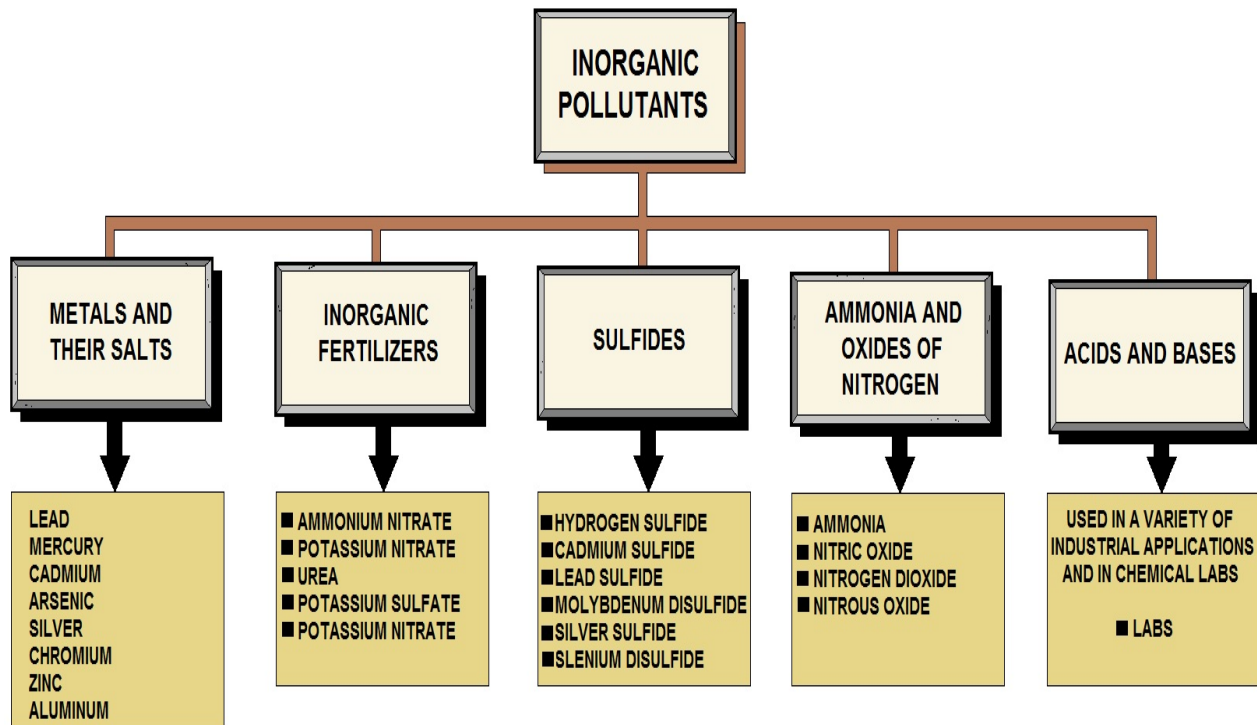 INORGANIC
POLLUTANTS
METALS AND
THEIR SALTS
INORGANIC
FERTILIZERS
SULFIDES
AMMONIA AND
OXIDES OF
NITROGEN
ACIDS AND BASES
LEAD
MERCURY
CADMIUM
ARSENIC
SILVER
CHROMIUM
ZINC
ALUMINUM
■ AMMONIUM NITRATE
■ POTASSIUM NITRATE
■ UREA
■ POTASSIUM SULFATE
■ POTASSIUM NITRATE
■ HYDROGEN SULFIDE
■ CADMIUM SULFIDE
■ LEAD SULFIDE
■ MOLYBDENUM DISULFIDE
■ SILVER SULFIDE
■ SLENIUM DISULFIDE
■ AMMONIA
■ NITRIC OXIDE
■ NITROGEN DIOXIDE
■ NITROUS OXIDE
USED IN A VARIETY OF
INDUSTRIAL APPLICATIONS
AND IN CHEMICAL LABS
■ LABS